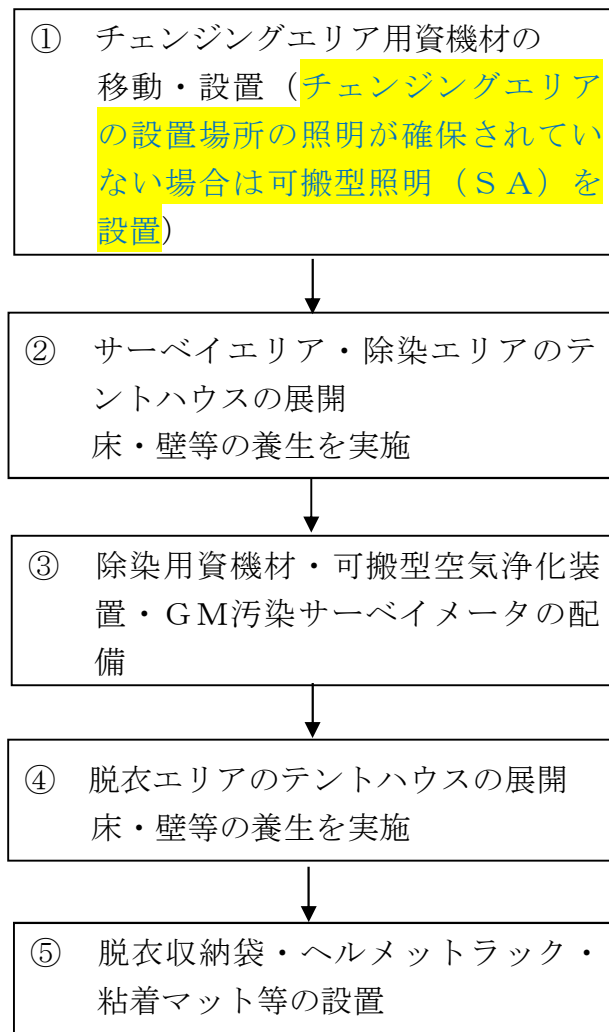 ① チェンジングエリア用資機材の
移動・設置（チェンジングエリア
の設置場所の照明が確保されてい
ない場合は可搬型照明（ＳＡ）を
設置）
② サーベイエリア・除染エリアのテ
ントハウスの展開
床・壁等の養生を実施
③ 除染用資機材・可搬型空気浄化装
置・ＧＭ汚染サーベイメータの配
備
④ 脱衣エリアのテントハウスの展開
床・壁等の養生を実施
⑤ 脱衣収納袋・ヘルメットラック・
粘着マット等の設置